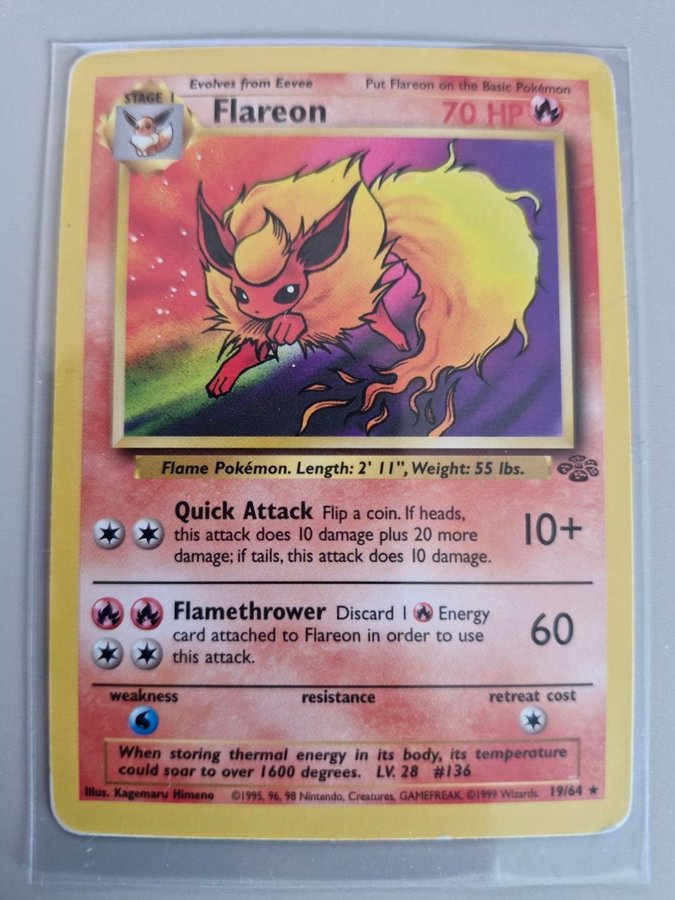 Evolves from Eevee
Put Flareon on the Basic Pokémon
STAGE 1
Flareon
70 HP
Flame Pokémon. Length: 2' 11", Weight: 55 lbs.
Quick Attack Flip a coin. If heads,
this attack does 10 damage plus 20 more
damage; if tails, this attack does 10 damage.
10+
Flamethrower Discard 1 Energy
card attached to Flareon in order to use
this attack.
60
weakness
resistance
retreat cost
When storing thermal energy in its body, its temperature
could soar to over 1600 degrees. LV. 28 #136
Illus. Kagemaru Himeno
©1995, 96, 98 Nintendo, Creatures, GAMEFREAK. ©1999 Wizards.
19/64 ★